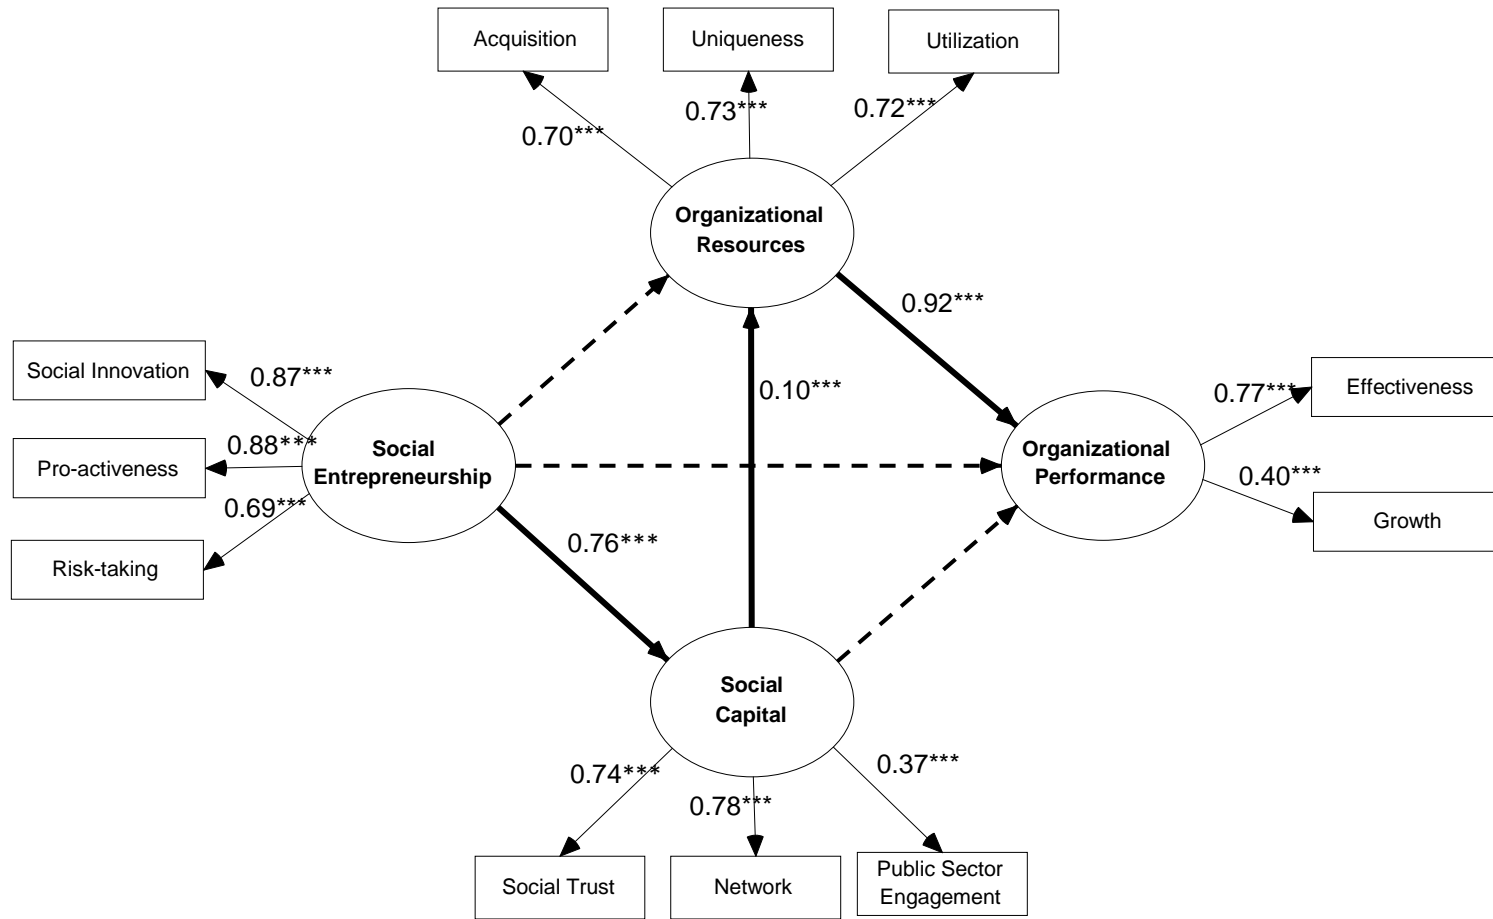 Acquisition
Uniqueness
Utilization
0.70***
0.73***
0.72***
Organizational
Resources
0.92***
Social Innovation
0.87***
0.10***
0.77***
Effectiveness
Pro-activeness
0.88***
Social
Entrepreneurship
Organizational
Performance
0.69***
0.40***
Growth
Risk-taking
0.76***
Social
Capital
0.74***
0.78***
0.37***
Social Trust
Network
Public Sector
Engagement